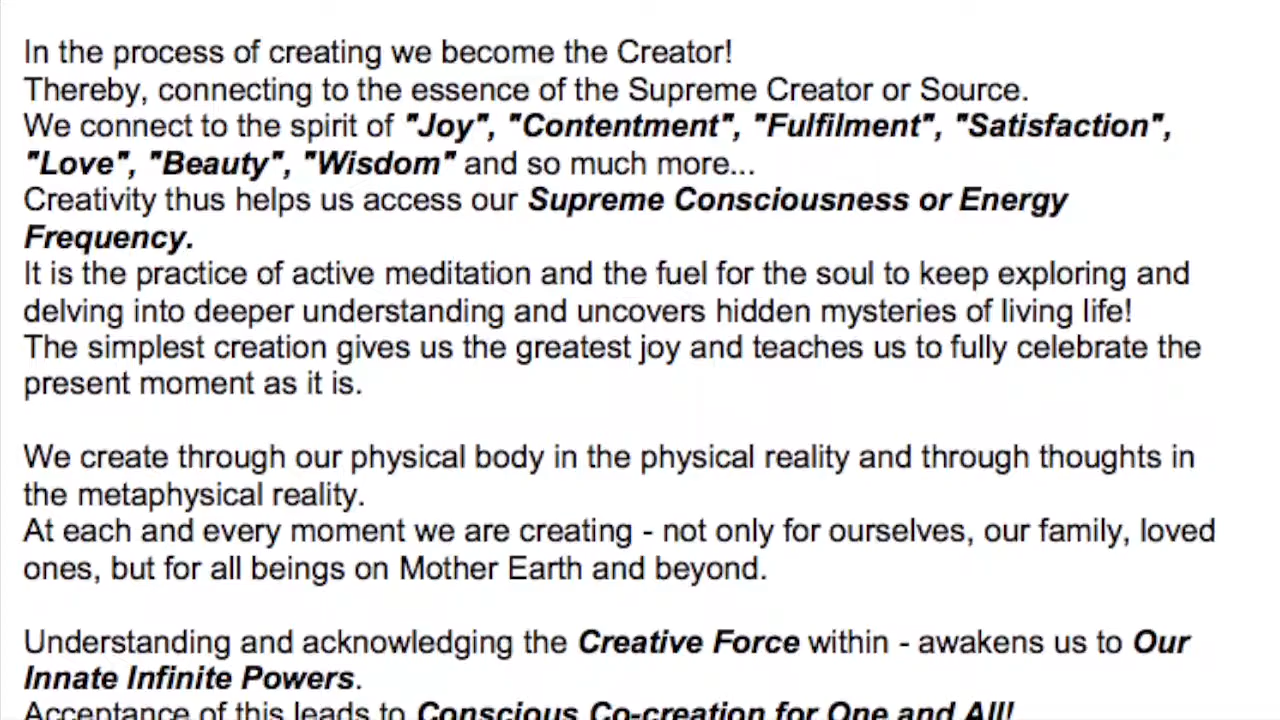 In the process of creating we become the Creator!
Thereby, connecting to the essence of the Supreme Creator or Source.
We connect to the spirit of "Joy", "Contentment", "Fulfilment", "Satisfaction",
"Love", "Beauty", "Wisdom" and so much more...
Creativity thus helps us access our Supreme Consciousness or Energy
Frequency.
It is the practice of active meditation and the fuel for the soul to keep exploring and
delving into deeper understanding and uncovers hidden mysteries of living life!
The simplest creation gives us the greatest joy and teaches us to fully celebrate the
present moment as it is.
We create through our physical body in the physical reality and through thoughts in
the metaphysical reality.
At each and every moment we are creating - not only for ourselves, our family, loved
ones, but for all beings on Mother Earth and beyond.
Understanding and acknowledging the Creative Force within - awakens us to Our
Innate Infinite Powers.
Acceptance of this leads to Conscious Co-creation for One and All!